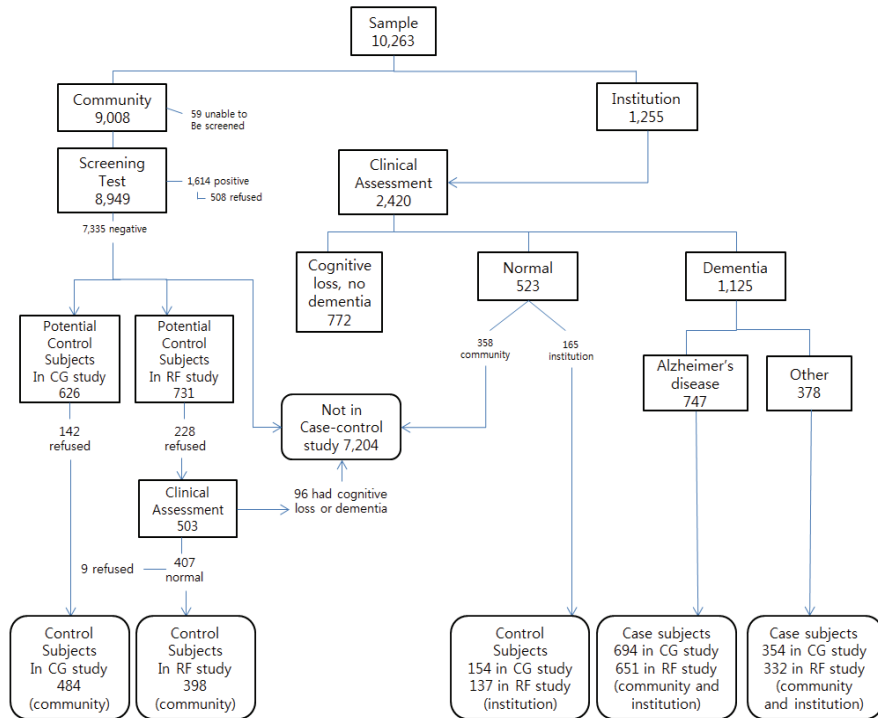 Sample
10,263
Community
9,008
59 unable to
Be screened
Institution
1,255
Screening
Test
8,949
1,614 positive
508 refused
Clinical
Assessment
2,420
7,335 negative
Cognitive
loss, no
dementia
772
Normal
523
Dementia
1,125
Potential
Control
Subjects
In CG study
626
Potential
Control
Subjects
In RF study
731
358
community
165
institution
Alzheimer's
disease
747
Other
378
Not in
Case-control
study 7,204
142
refused
228
refused
Clinical
Assessment
503
96 had cognitive
loss or dementia
9 refused
407
normal
Control
Subjects
In CG study
484
(community)
Control
Subjects
In RF study
398
(community)
Control
Subjects
154 in CG study
137 in RF study
(institution)
Case subjects
694 in CG study
651 in RF study
(community and
institution)
Case subjects
354 in CG study
332 in RF study
(community
and institution)